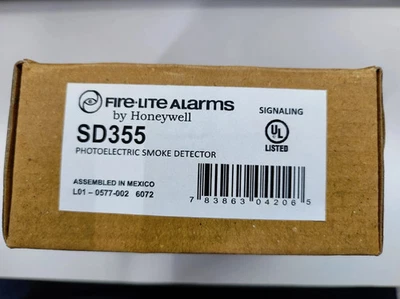 FIRE•LITE ALARMS
by Honeywell
SD355
PHOTOELECTRIC SMOKE DETECTOR
SIGNALING
UL
LISTED
ASSEMBLED IN MEXICO
L01 - 0577-002 6072
7 83863 04206 5